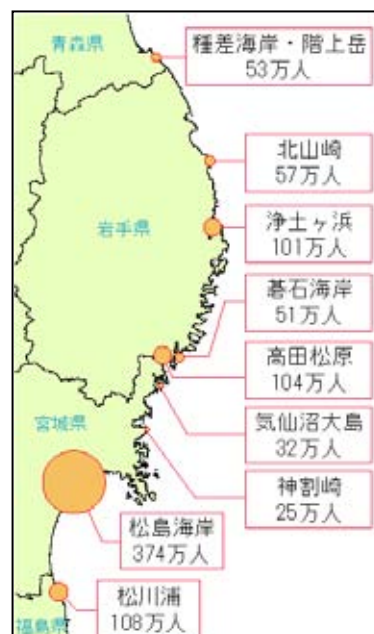 青森県
種差海岸・階上岳
53万人
北山崎
57万人
岩手県
浄土ヶ浜
101万人
碁石海岸
51万人
高田松原
104万人
気仙沼大島
32万人
宮城県
神割崎
25万人
松島海岸
374万人
松川浦
108万人
福島県